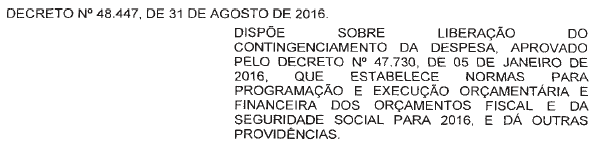 DECRETO Nº 48.447, DE 31 DE AGOSTO DE 2016.
DISPÕE SOBRE LIBERAÇÃO DO
CONTINGENCIAMENTO DA DESPESA, APROVADO
PELO DECRETO Nº 47.730, DE 05 DE JANEIRO DE
2016, QUE ESTABELECE NORMAS PARA
PROGRAMAÇÃO E EXECUÇÃO ORÇAMENTÁRIA E
FINANCEIRA DOS ORÇAMENTOS FISCAL E DA
SEGURIDADE SOCIAL PARA 2016, E DÁ OUTRAS
PROVIDÊNCIAS.